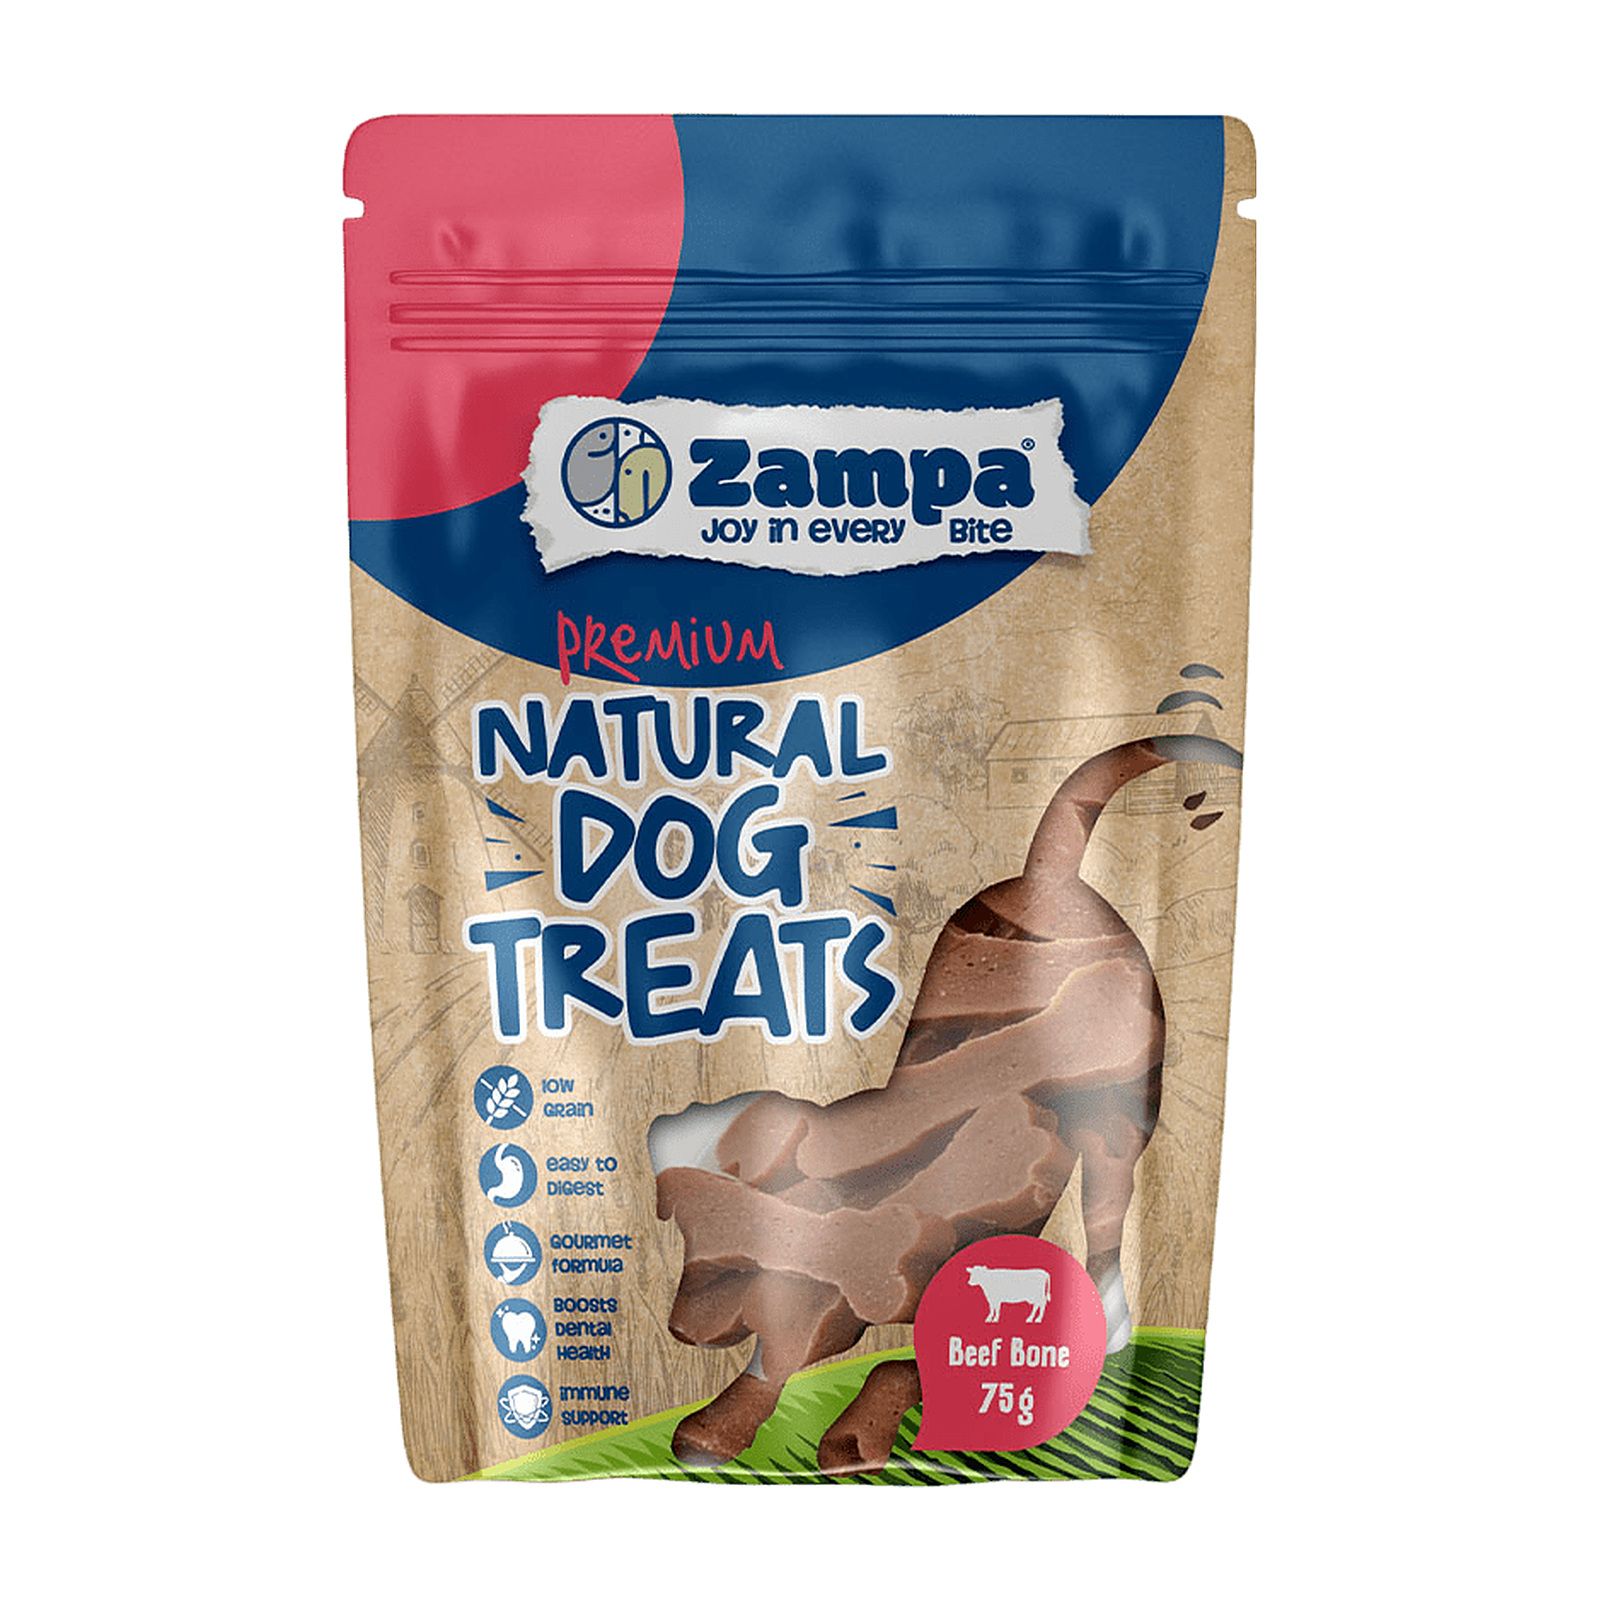 Zampa®
JOY in EVERY BITE
PREMIUM
NATURAL
DOG
TREATS
LOW
GRAIN
EASY TO
DIGEST
GOURMET
FORMULA
BOOSTS
DENTAL
HEALTH
IMMUNE
SUPPORT
Beef Bone
75g